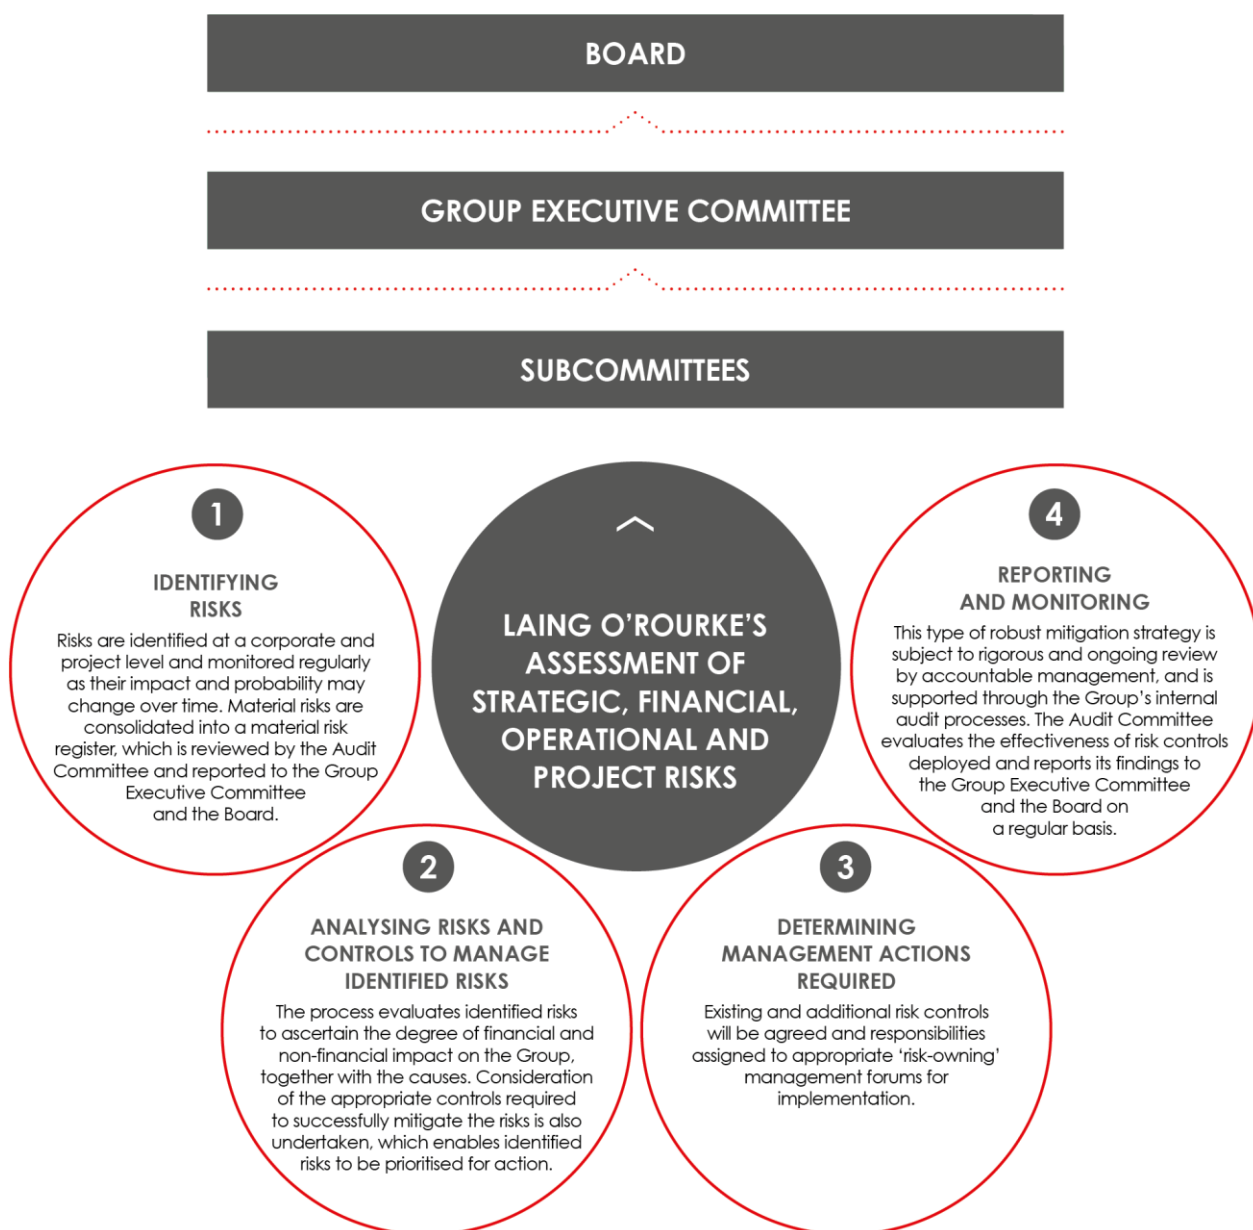 BOARD
GROUP EXECUTIVE COMMITTEE
SUBCOMMITTEES
LAING O’ROURKE’S
ASSESSMENT OF
STRATEGIC, FINANCIAL,
OPERATIONAL AND
PROJECT RISKS
1
IDENTIFYING
RISKS
Risks are identified at a corporate and
project level and monitored regularly
as their impact and probability may
change over time. Material risks are
consolidated into a material risk
register, which is reviewed by the Audit
Committee and reported to the Group
Executive Committee
and the Board.
2
ANALYSING RISKS AND
CONTROLS TO MANAGE
IDENTIFIED RISKS
The process evaluates identified risks
to ascertain the degree of financial and
non-financial impact on the Group,
together with the causes. Consideration
of the appropriate controls required
to successfully mitigate the risks is also
undertaken, which enables identified
risks to be prioritised for action.
3
DETERMINING
MANAGEMENT ACTIONS
REQUIRED
Existing and additional risk controls
will be agreed and responsibilities
assigned to appropriate ‘risk-owning’
management forums for
implementation.
4
REPORTING
AND MONITORING
This type of robust mitigation strategy is
subject to rigorous and ongoing review
by accountable management, and is
supported through the Group’s internal
audit processes. The Audit Committee
evaluates the effectiveness of risk controls
deployed and reports its findings to
the Group Executive Committee
and the Board on
a regular basis.